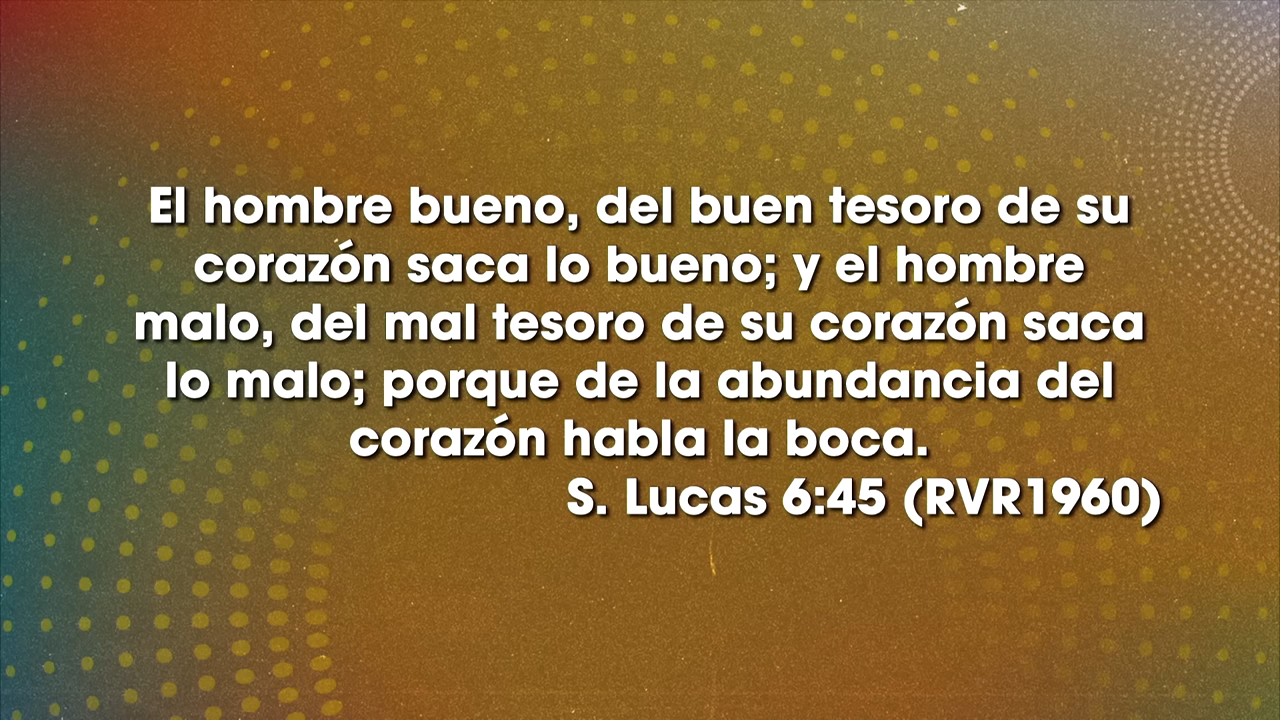 El hombre bueno, del buen tesoro de su
corazón saca lo bueno; y el hombre
malo, del mal tesoro de su corazón saca
lo malo; porque de la abundancia del
corazón habla la boca.
S. Lucas 6:45 (RVR1960)